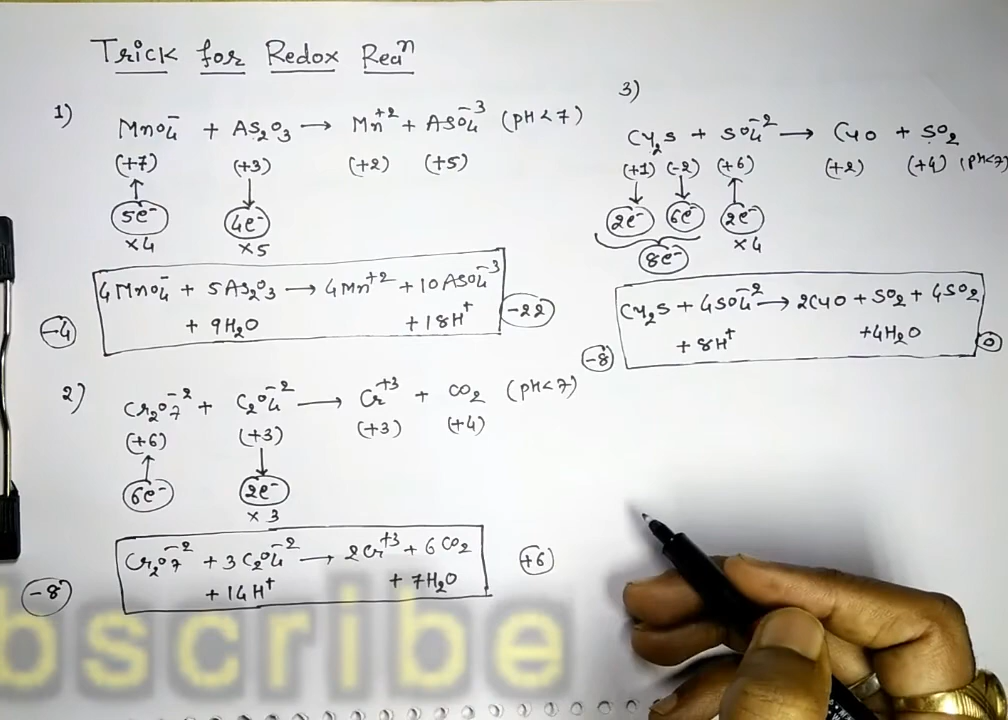 Trick for Redox Reaⁿ
1)
MnO₄⁻ + As₂O₃ → Mn⁺² + AsO₄⁻³ (pH<7)
(+7) (+3) (+2) (+5)
5e⁻ 4e⁻
×4 ×5
4MnO₄⁻ + 5As₂O₃ → 4Mn⁺² + 10AsO₄⁻³
+ 9H₂O + 18H⁺
-4 -22
2)
Cr₂O₇⁻² + C₂O₄⁻² → Cr⁺³ + CO₂ (pH<7)
(+6) (+3) (+3) (+4)
6e⁻ 2e⁻
×3
Cr₂O₇⁻² + 3C₂O₄⁻² → 2Cr⁺³ + 6CO₂
+ 14H⁺ + 7H₂O
-8 +6
3)
Cu₂S + SO₄⁻² → CuO + SO₂
(+1) (-2) (+6) (+2) (+4) (pH<7)
2e⁻ 6e⁻ 2e⁻
8e⁻ ×4
Cu₂S + 4SO₄⁻² → 2CuO + SO₂ + 4SO₂
+ 8H⁺ +4H₂O
-8 0
bscribe